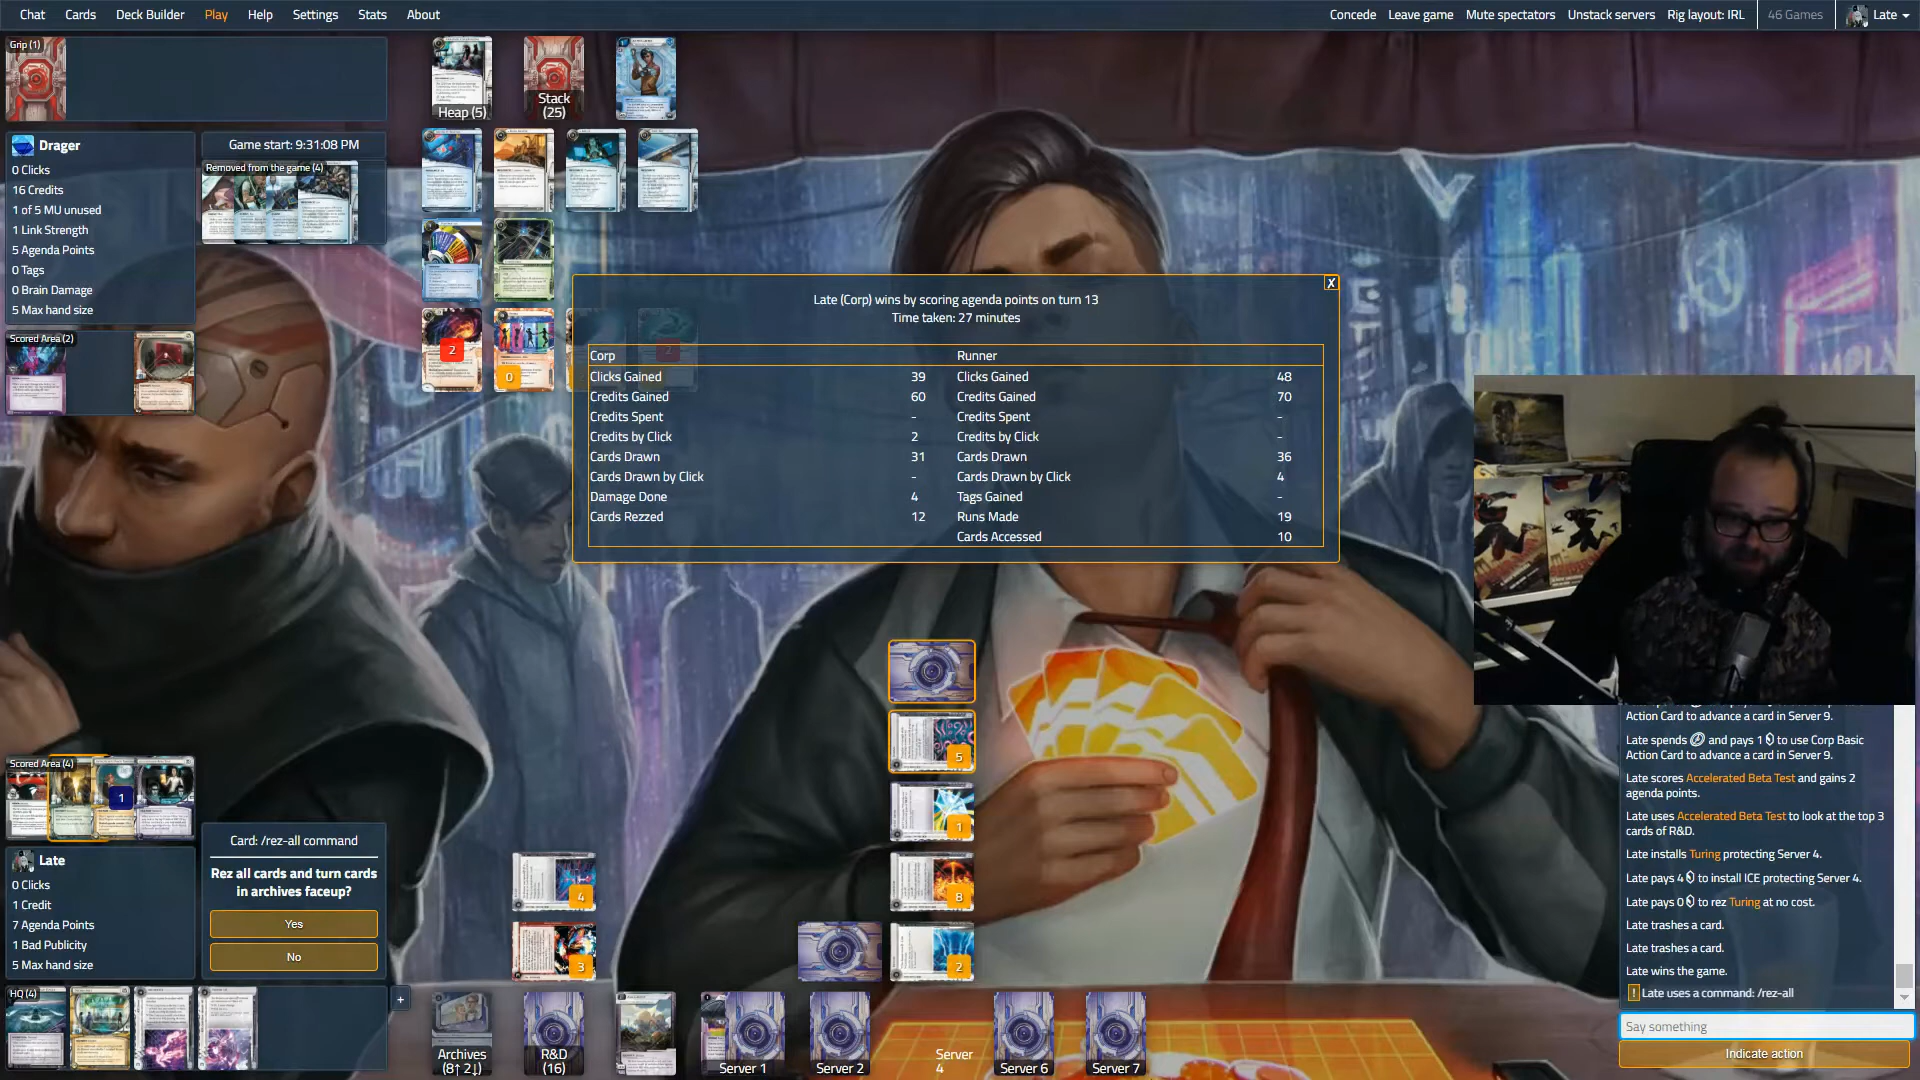 Chat Cards Deck Builder Play Help Settings Stats About
Concede Leave game Mute spectators Unstack servers Rig layout: IRL 46 Games Late
Grip (1)
Heap (5)
Stack
(25)
Drager
0 Clicks
16 Credits
1 of 5 MU unused
1 Link Strength
5 Agenda Points
0 Tags
0 Brain Damage
5 Max hand size
Game start: 9:31:08 PM
Removed from the game (4)
Scored Area (2)
2
0
2
X
Late (Corp) wins by scoring agenda points on turn 13
Time taken: 27 minutes
Corp Runner
Clicks Gained 39 Clicks Gained 48
Credits Gained 60 Credits Gained 70
Credits Spent - Credits Spent -
Credits by Click 2 Credits by Click -
Cards Drawn 31 Cards Drawn 36
Cards Drawn by Click - Cards Drawn by Click 4
Damage Done 4 Tags Gained -
Cards Rezzed 12 Runs Made 19
Cards Accessed 10
5
1
4
8
3
2
Scored Area (4)
1
Late
0 Clicks
1 Credit
7 Agenda Points
1 Bad Publicity
5 Max hand size
Card: /rez-all command
Rez all cards and turn cards
in archives faceup?
Yes
No
HQ (4)
+
Archives
(8↑ 2↓)
R&D
(16)
Server 1
Server 2
Server
4
Server 6
Server 7
Action Card to advance a card in Server 9.
Late spends and pays 1 to use Corp Basic
Action Card to advance a card in Server 9.
Late scores Accelerated Beta Test and gains 2
agenda points.
Late uses Accelerated Beta Test to look at the top 3
cards of R&D.
Late installs Turing protecting Server 4.
Late pays 4 to install ICE protecting Server 4.
Late pays 0 to rez Turing at no cost.
Late trashes a card.
Late trashes a card.
Late wins the game.
! Late uses a command: /rez-all
Say something
Indicate action